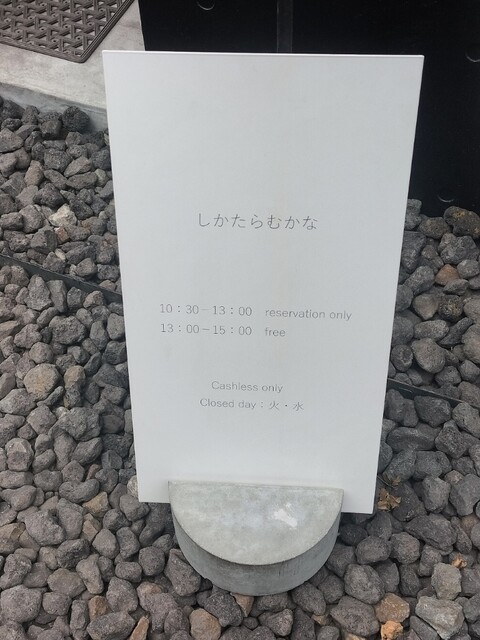 しかたらむかな
10：30－13：00 reservation only
13：00－15：00 free
Cashless only
Closed day：火・水